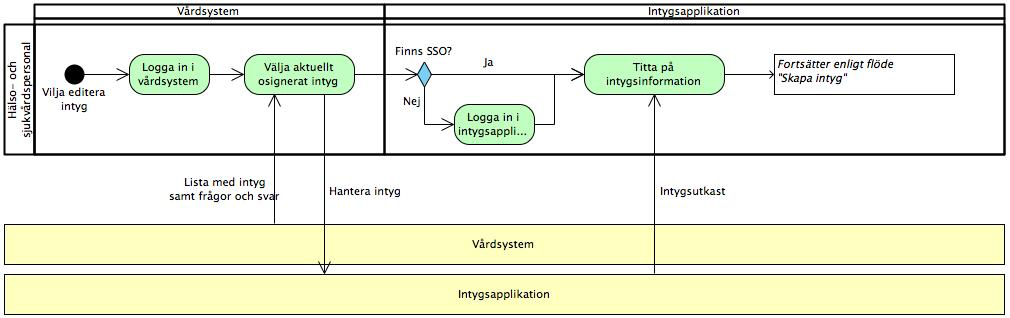 Vårdsystem
Intygsapplikation
Hälso- och
sjukvårdspersonal
Vilja editera
intyg
Logga in i
vårdsystem
Välja aktuellt
osignerat intyg
Finns SSO?
Ja
Nej
Logga in i
intygsappli...
Titta på
intygsinformation
Fortsätter enligt flöde
"Skapa intyg"
Lista med intyg
samt frågor och svar
Hantera intyg
Intygsutkast
Vårdsystem
Intygsapplikation